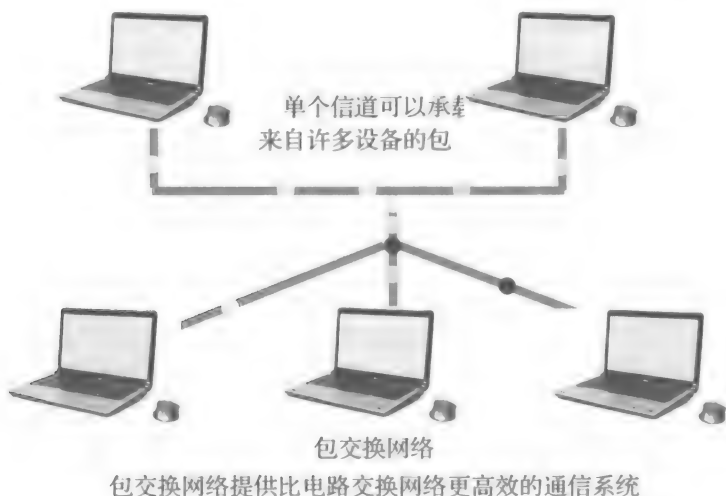 单个信道可以承载
来自许多设备的包
包交换网络
包交换网络提供比电路交换网络更高效的通信系统